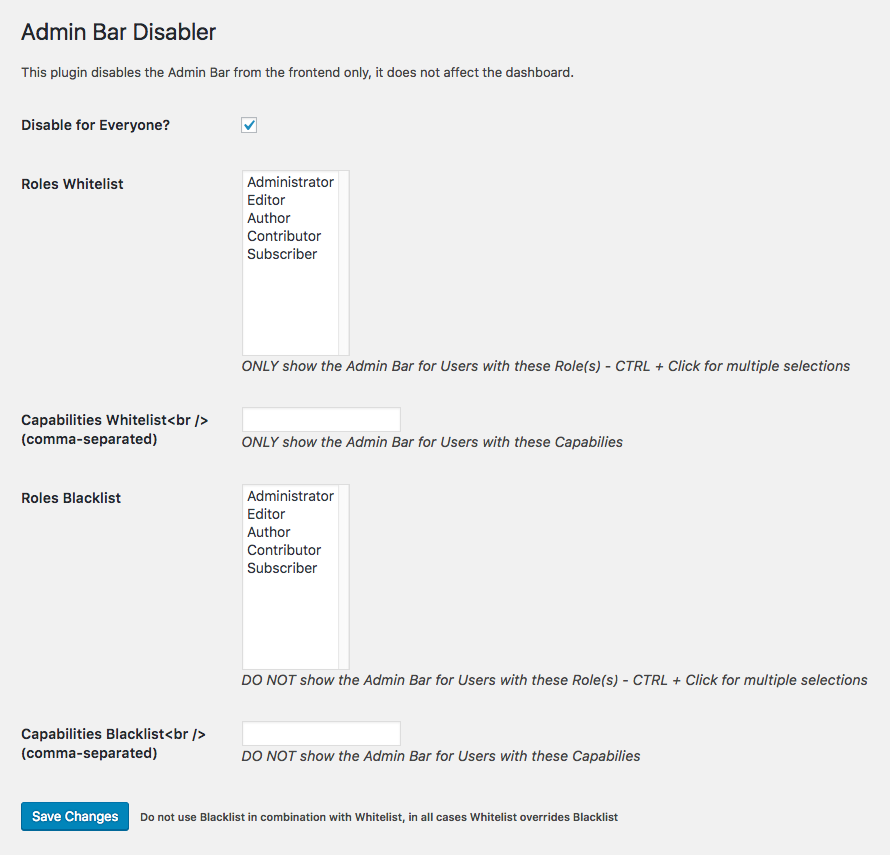 Admin Bar Disabler
This plugin disables the Admin Bar from the frontend only, it does not affect the dashboard.
Disable for Everyone?
Roles Whitelist
Administrator
Editor
Author
Contributor
Subscriber
ONLY show the Admin Bar for Users with these Role(s) - CTRL + Click for multiple selections
Capabilities Whitelist<br />
(comma-separated)
ONLY show the Admin Bar for Users with these Capabilies
Roles Blacklist
Administrator
Editor
Author
Contributor
Subscriber
DO NOT show the Admin Bar for Users with these Role(s) - CTRL + Click for multiple selections
Capabilities Blacklist<br />
(comma-separated)
DO NOT show the Admin Bar for Users with these Capabilies
Save Changes
Do not use Blacklist in combination with Whitelist, in all cases Whitelist overrides Blacklist